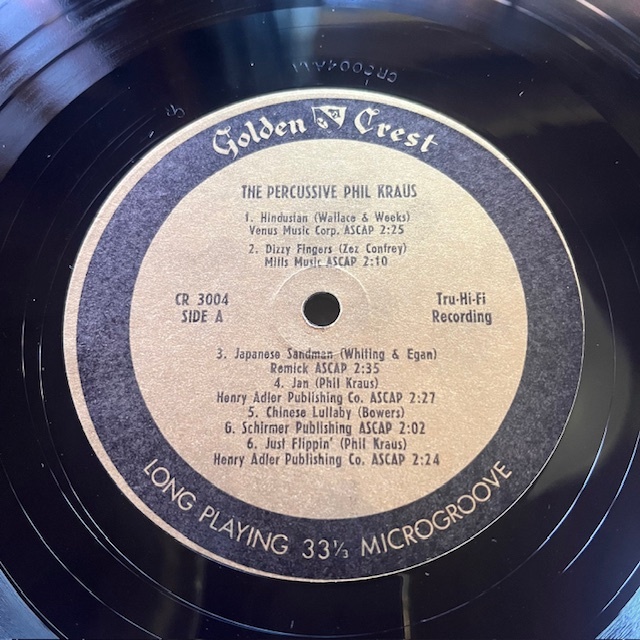 CR3004A1
CP
Golden Crest
THE PERCUSSIVE PHIL KRAUS
1. Hindustan (Wallace & Weeks)
Venus Music Corp. ASCAP 2:25
2. Dizzy Fingers (Zez Confrey)
Mills Music ASCAP 2:10
CR 3004
SIDE A
Tru-Hi-Fi
Recording
3. Japanese Sandman (Whiting & Egan)
Remick ASCAP 2:35
4. Jan (Phil Kraus)
Henry Adler Publishing Co. ASCAP 2:27
5. Chinese Lullaby (Bowers)
6. Schirmer Publishing ASCAP 2:02
6. Just Flippin' (Phil Kraus)
Henry Adler Publishing Co. ASCAP 2:24
LONG PLAYING 33⅓ MICROGROOVE